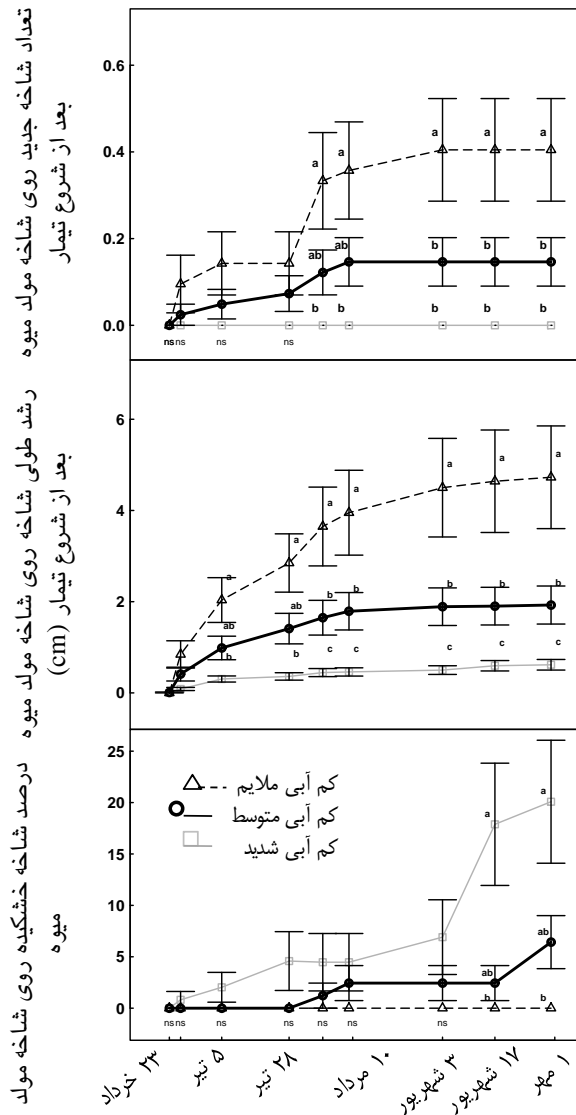 تعداد شاخه جدید روی شاخه مولد میوه
بعد از شروع تیمار
0.6
0.4
0.2
0.0
a a a a a
ab ab b b b
b b b b b
ns ns ns ns
رشد طولی شاخه روی شاخه مولد میوه
بعد از شروع تیمار (cm)
6
4
2
0
a a a a a a a
ab ab b b b b b
b b c c c c c
درصد شاخه خشکیده روی شاخه مولد
میوه
25
20
15
10
5
0
کم آبی ملایم
کم آبی متوسط
کم آبی شدید
a a
ab ab
b b
ns ns ns ns ns ns ns
۲۳ خرداد
۵ تیر
۲۸ تیر
۱۰ مرداد
۳ شهریور
۱۷ شهریور
۱ مهر